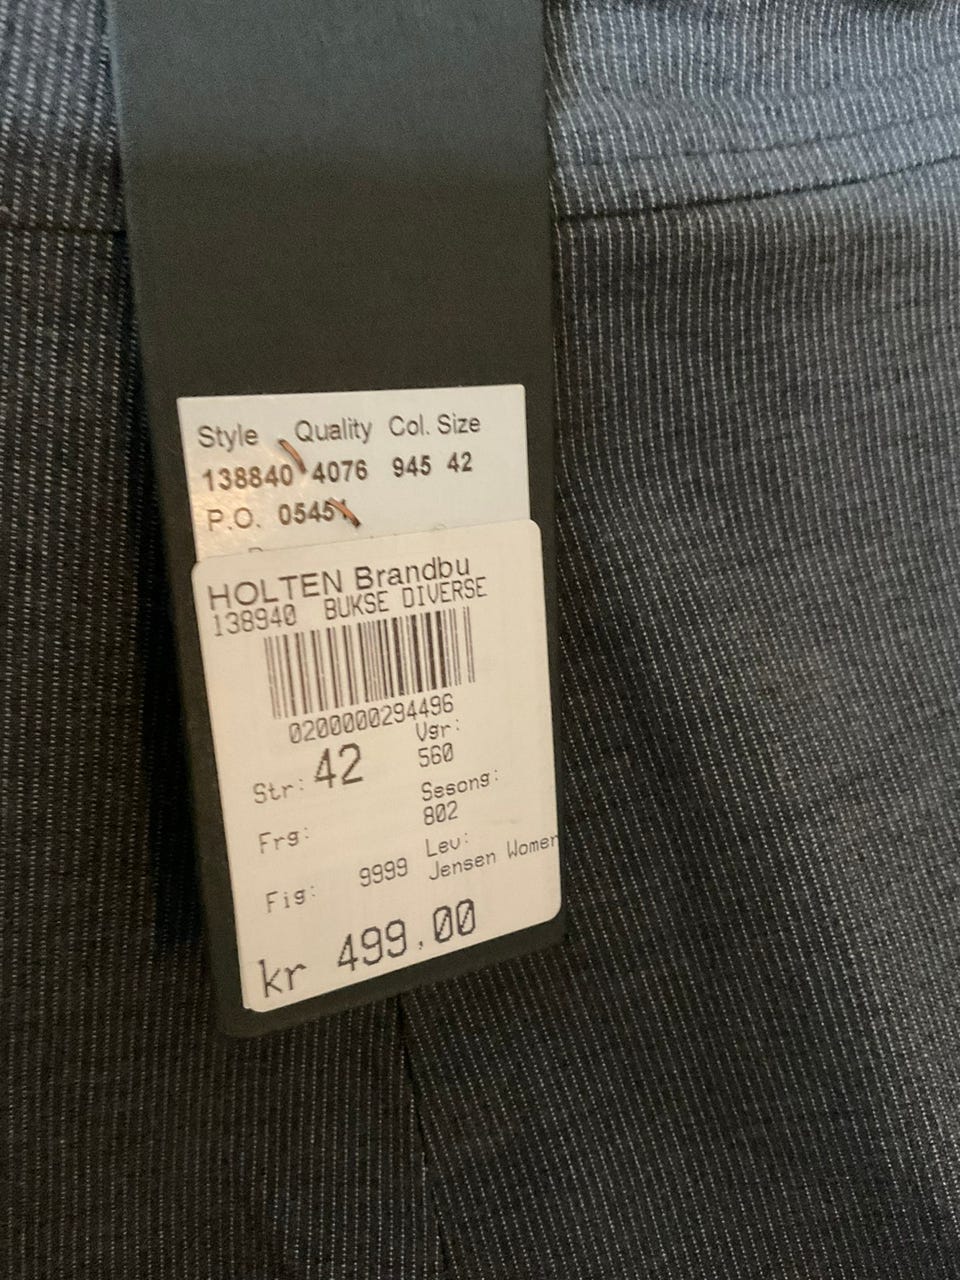 Style Quality Col. Size
138840 4076 945 42
P.O. 05451
HOLTEN Brandbu
138940 BUKSE DIVERSE
0200000294496
Str: 42
Vgr:
560
Frg:
Sesong:
802
Fig: 9999
Lev:
Jensen Women
kr 499,00